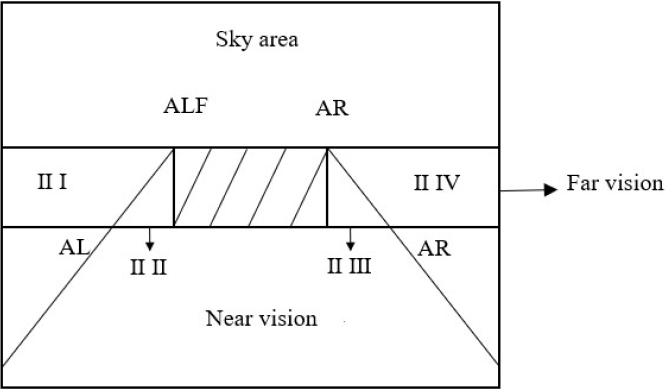 Sky area
ALF
AR
II I
II IV
Far vision
AL
II II
II III
AR
Near vision